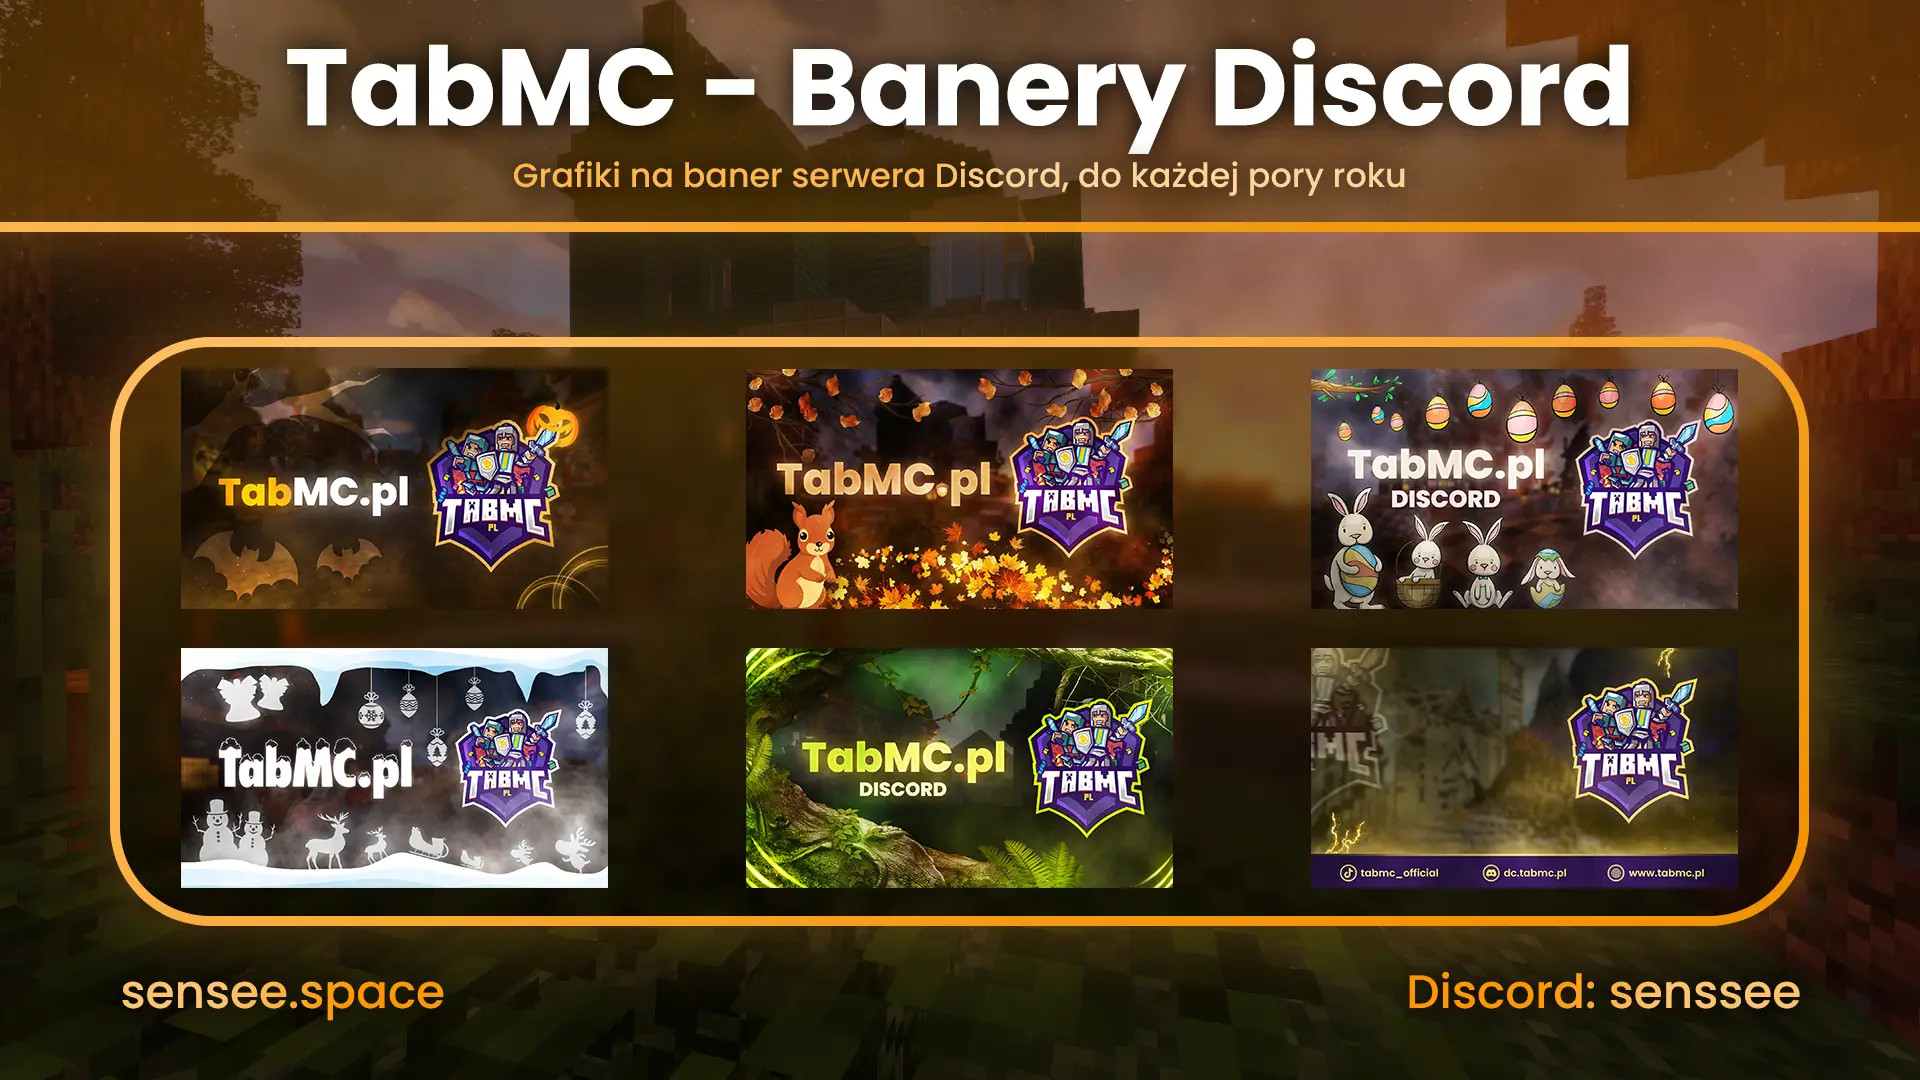 TabMC - Banery Discord
Grafiki na baner serwera Discord, do każdej pory roku
TabMC.pl
TABMC
PL
TabMC.pl
TABMC
PL
TabMC.pl
DISCORD
TABMC
PL
TabMC.pl
TABMC
PL
TabMC.pl
DISCORD
TABMC
PL
MC
TABMC
PL
tabmc_official
dc.tabmc.pl
www.tabmc.pl
sensee.space
Discord: senssee